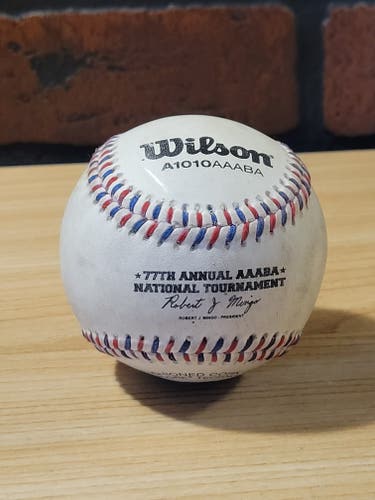 Wilson
A1010AAABA
★77TH ANNUAL AAABA★
NATIONAL TOURNAMENT
Robert J Mingo
ROBERT J MINGO - PRESIDENT